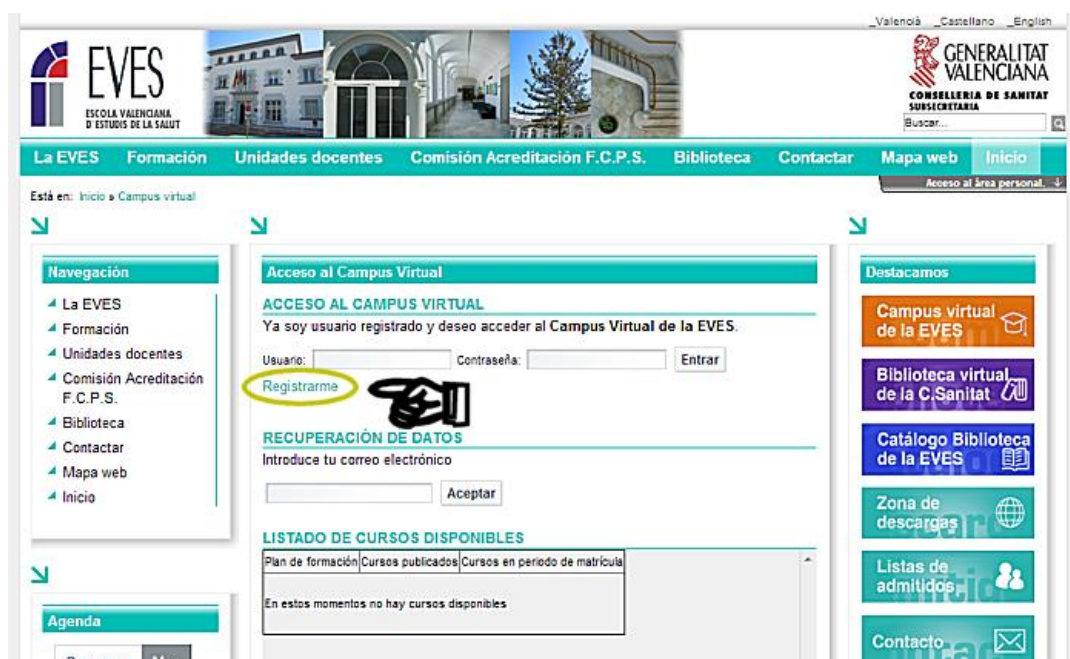 _Valencià _Castellano _English
EVES
ESCOLA VALENCIANA
D'ESTUDIS DE LA SALUT
GENERALITAT
VALENCIANA
CONSELLERIA DE SANITAT
SUBSECRETARIA
Buscar...
La EVES Formación Unidades docentes Comisión Acreditación F.C.P.S. Biblioteca Contactar Mapa web Inicio
Acceso al área personal.
Está en: Inicio » Campus virtual
Navegación
La EVES
Formación
Unidades docentes
Comisión Acreditación
F.C.P.S.
Biblioteca
Contactar
Mapa web
Inicio
Agenda
Acceso al Campus Virtual
ACCESO AL CAMPUS VIRTUAL
Ya soy usuario registrado y deseo acceder al Campus Virtual de la EVES.
Usuario: Contraseña: Entrar
Registrarme
RECUPERACIÓN DE DATOS
Introduce tu correo electrónico
Aceptar
LISTADO DE CURSOS DISPONIBLES
Plan de formación Cursos publicados Cursos en periodo de matrícula
En estos momentos no hay cursos disponibles
Destacamos
Campus virtual
de la EVES
Biblioteca virtual
de la C.Sanitat
Catálogo Biblioteca
de la EVES
Zona de
descargas
Listas de
admitidos
Contacto